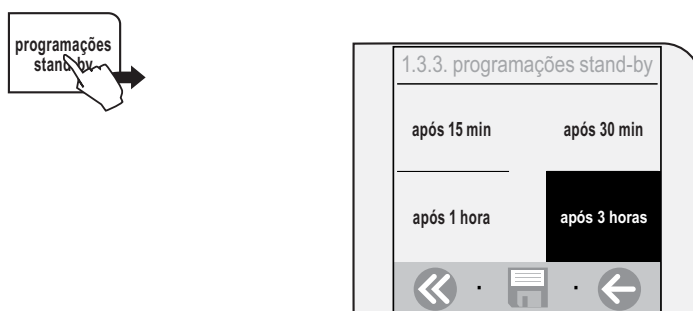 programações
stand-by
1.3.3. programações stand-by
após 15 min
após 30 min
após 1 hora
após 3 horas